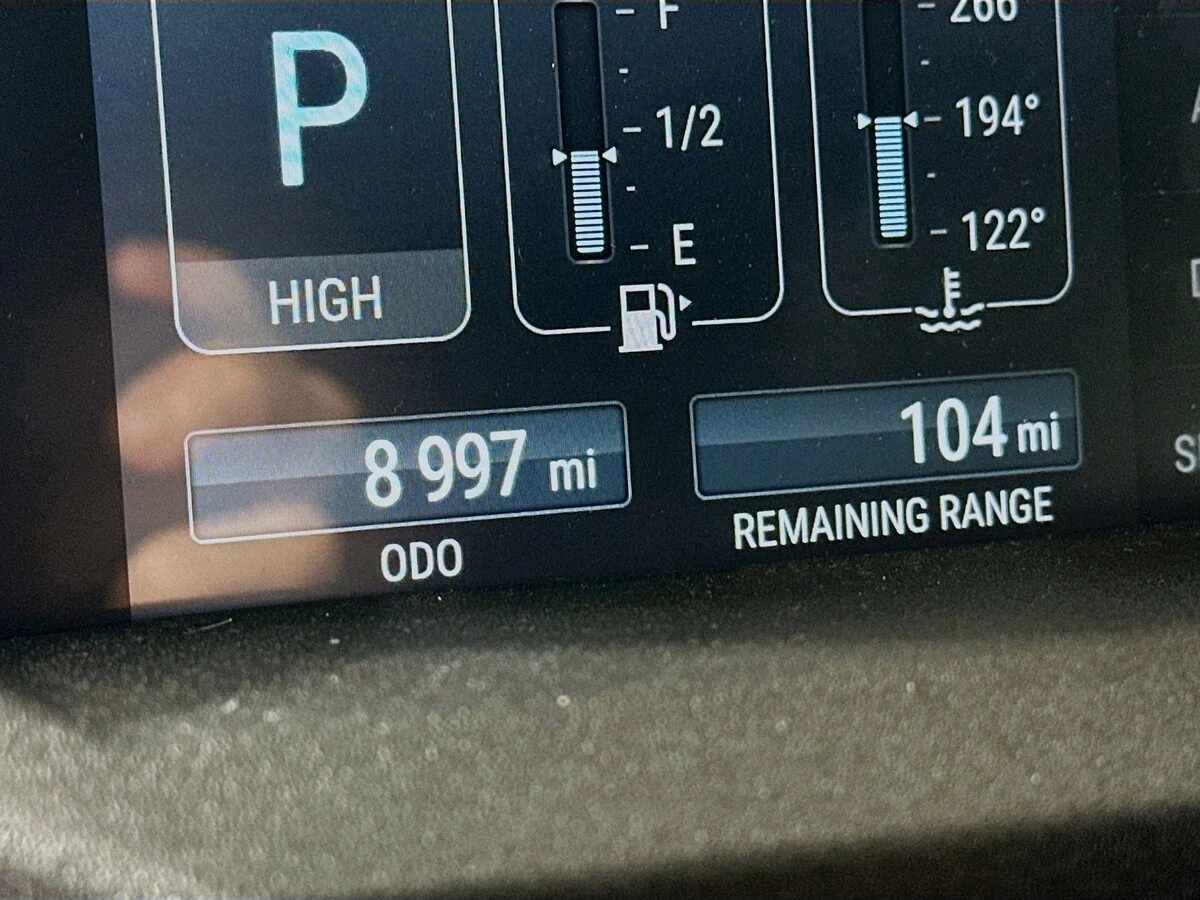 P
HIGH
F
1/2
E
266
194°
122°
8 997 mi
ODO
104 mi
REMAINING RANGE